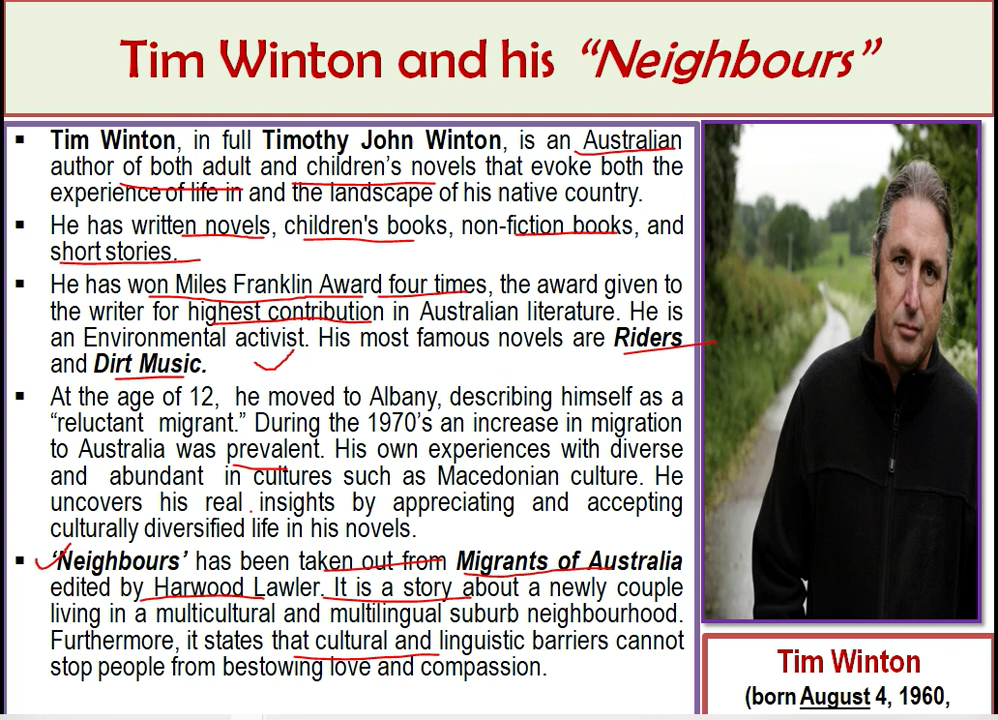 Tim Winton and his “Neighbours”
▪ Tim Winton, in full Timothy John Winton, is an Australian
author of both adult and children’s novels that evoke both the
experience of life in and the landscape of his native country.
▪ He has written novels, children's books, non-fiction books, and
short stories.
▪ He has won Miles Franklin Award four times, the award given to
the writer for highest contribution in Australian literature. He is
an Environmental activist. His most famous novels are Riders
and Dirt Music.
▪ At the age of 12, he moved to Albany, describing himself as a
“reluctant migrant.” During the 1970’s an increase in migration
to Australia was prevalent. His own experiences with diverse
and abundant in cultures such as Macedonian culture. He
uncovers his real insights by appreciating and accepting
culturally diversified life in his novels.
▪ ‘Neighbours’ has been taken out from Migrants of Australia
edited by Harwood Lawler. It is a story about a newly couple
living in a multicultural and multilingual suburb neighbourhood.
Furthermore, it states that cultural and linguistic barriers cannot
stop people from bestowing love and compassion.
Tim Winton
(born August 4, 1960,